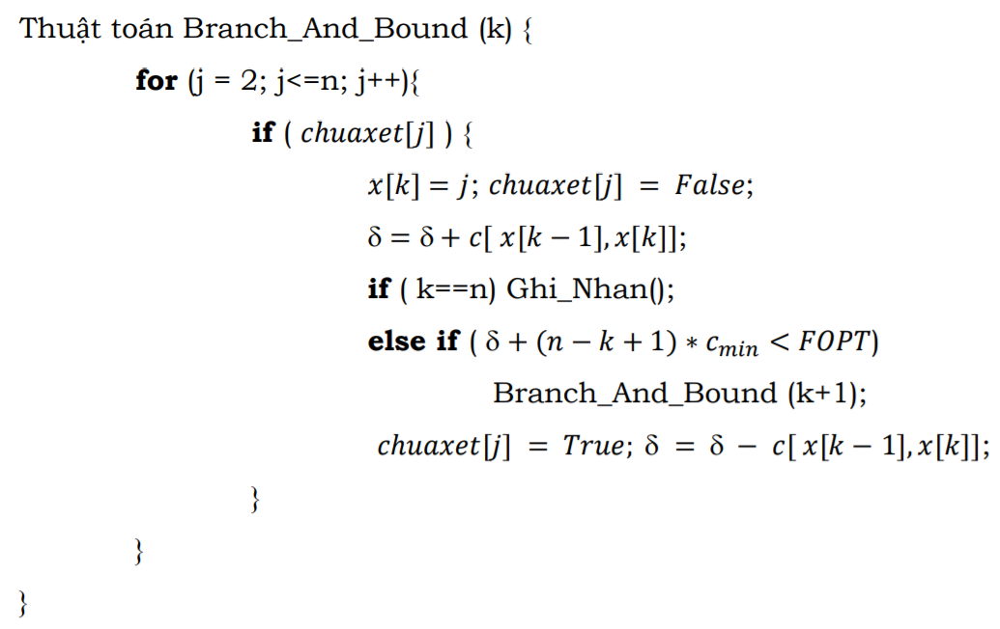 Thuật toán Branch_And_Bound (k) {
for (j = 2; j<=n; j++){
if ( chuaxet[j] ) {
x[k] = j; chuaxet[j] = False;
δ = δ + c[ x[k − 1], x[k]];
if ( k==n) Ghi_Nhan();
else if ( δ + (n − k + 1) ∗ cmin < FOPT)
Branch_And_Bound (k+1);
chuaxet[j] = True; δ = δ − c[ x[k − 1], x[k]];
}
}
}